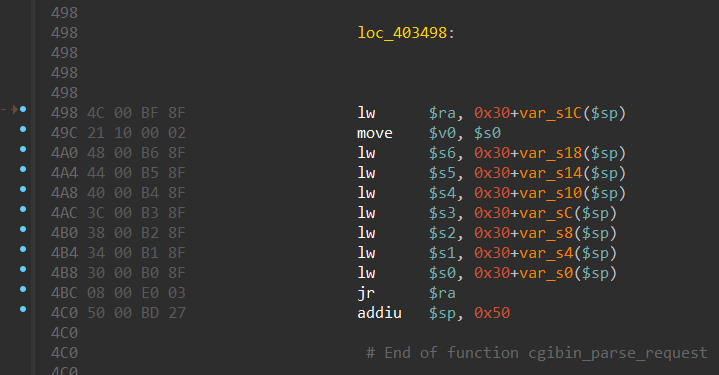 498
498 loc_403498:
498
498
498
498 4C 00 BF 8F lw $ra, 0x30+var_s1C($sp)
49C 21 10 00 02 move $v0, $s0
4A0 48 00 B6 8F lw $s6, 0x30+var_s18($sp)
4A4 44 00 B5 8F lw $s5, 0x30+var_s14($sp)
4A8 40 00 B4 8F lw $s4, 0x30+var_s10($sp)
4AC 3C 00 B3 8F lw $s3, 0x30+var_sC($sp)
4B0 38 00 B2 8F lw $s2, 0x30+var_s8($sp)
4B4 34 00 B1 8F lw $s1, 0x30+var_s4($sp)
4B8 30 00 B0 8F lw $s0, 0x30+var_s0($sp)
4BC 08 00 E0 03 jr $ra
4C0 50 00 BD 27 addiu $sp, 0x50
4C0
4C0 # End of function cgibin_parse_request
4C0